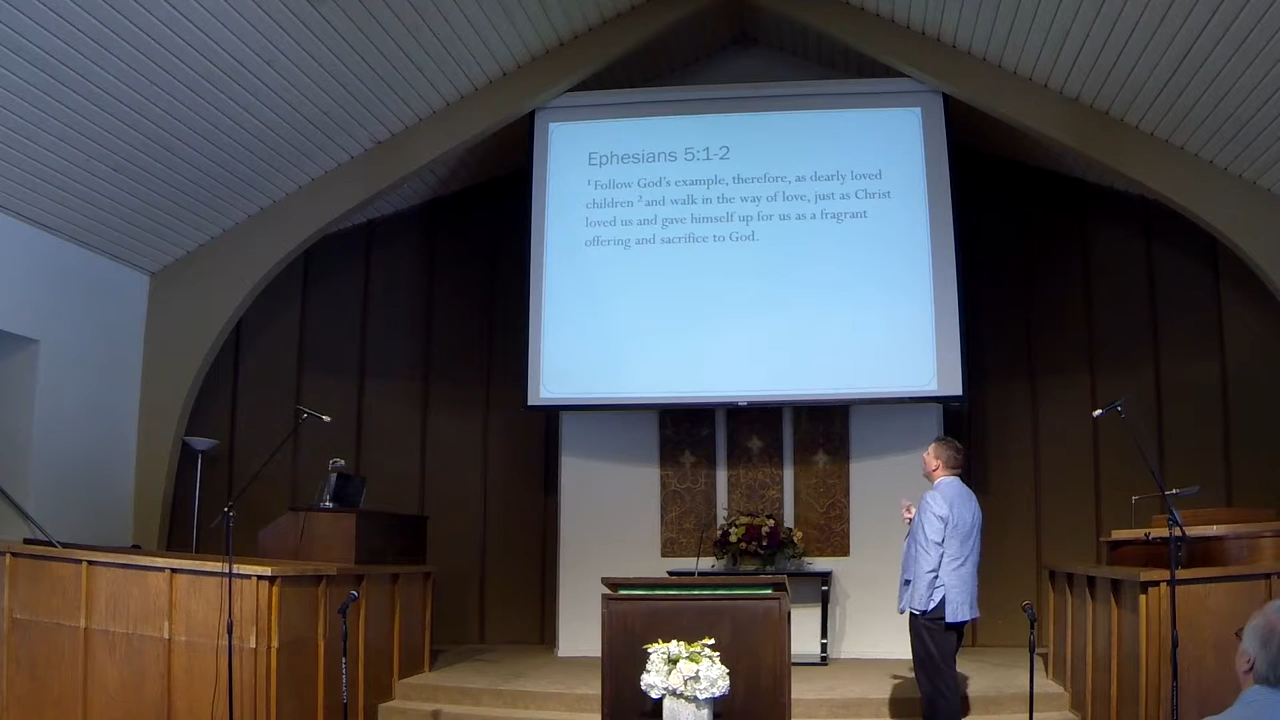 Ephesians 5:1-2
¹ Follow God's example, therefore, as dearly loved
children ² and walk in the way of love, just as Christ
loved us and gave himself up for us as a fragrant
offering and sacrifice to God.
ULTIMATE